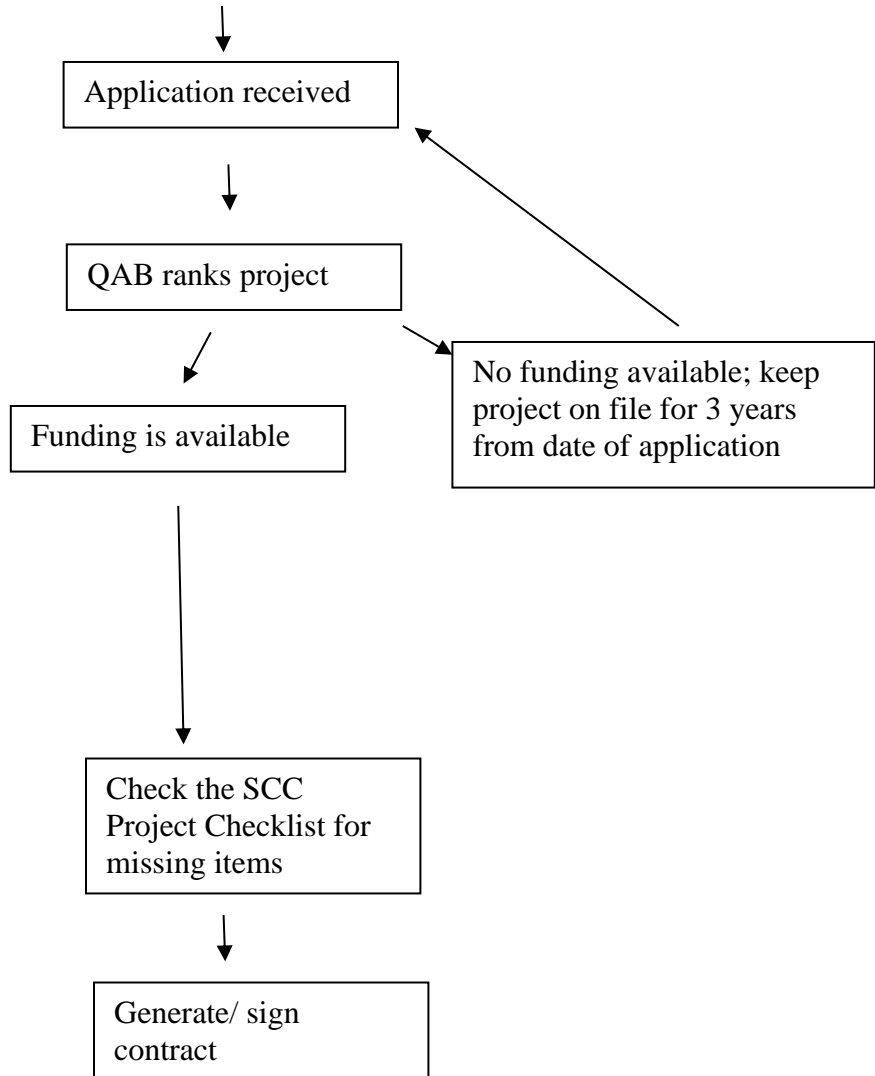 Application received
QAB ranks project
No funding available; keep
project on file for 3 years
from date of application
Funding is available
Check the SCC
Project Checklist for
missing items
Generate/ sign
contract